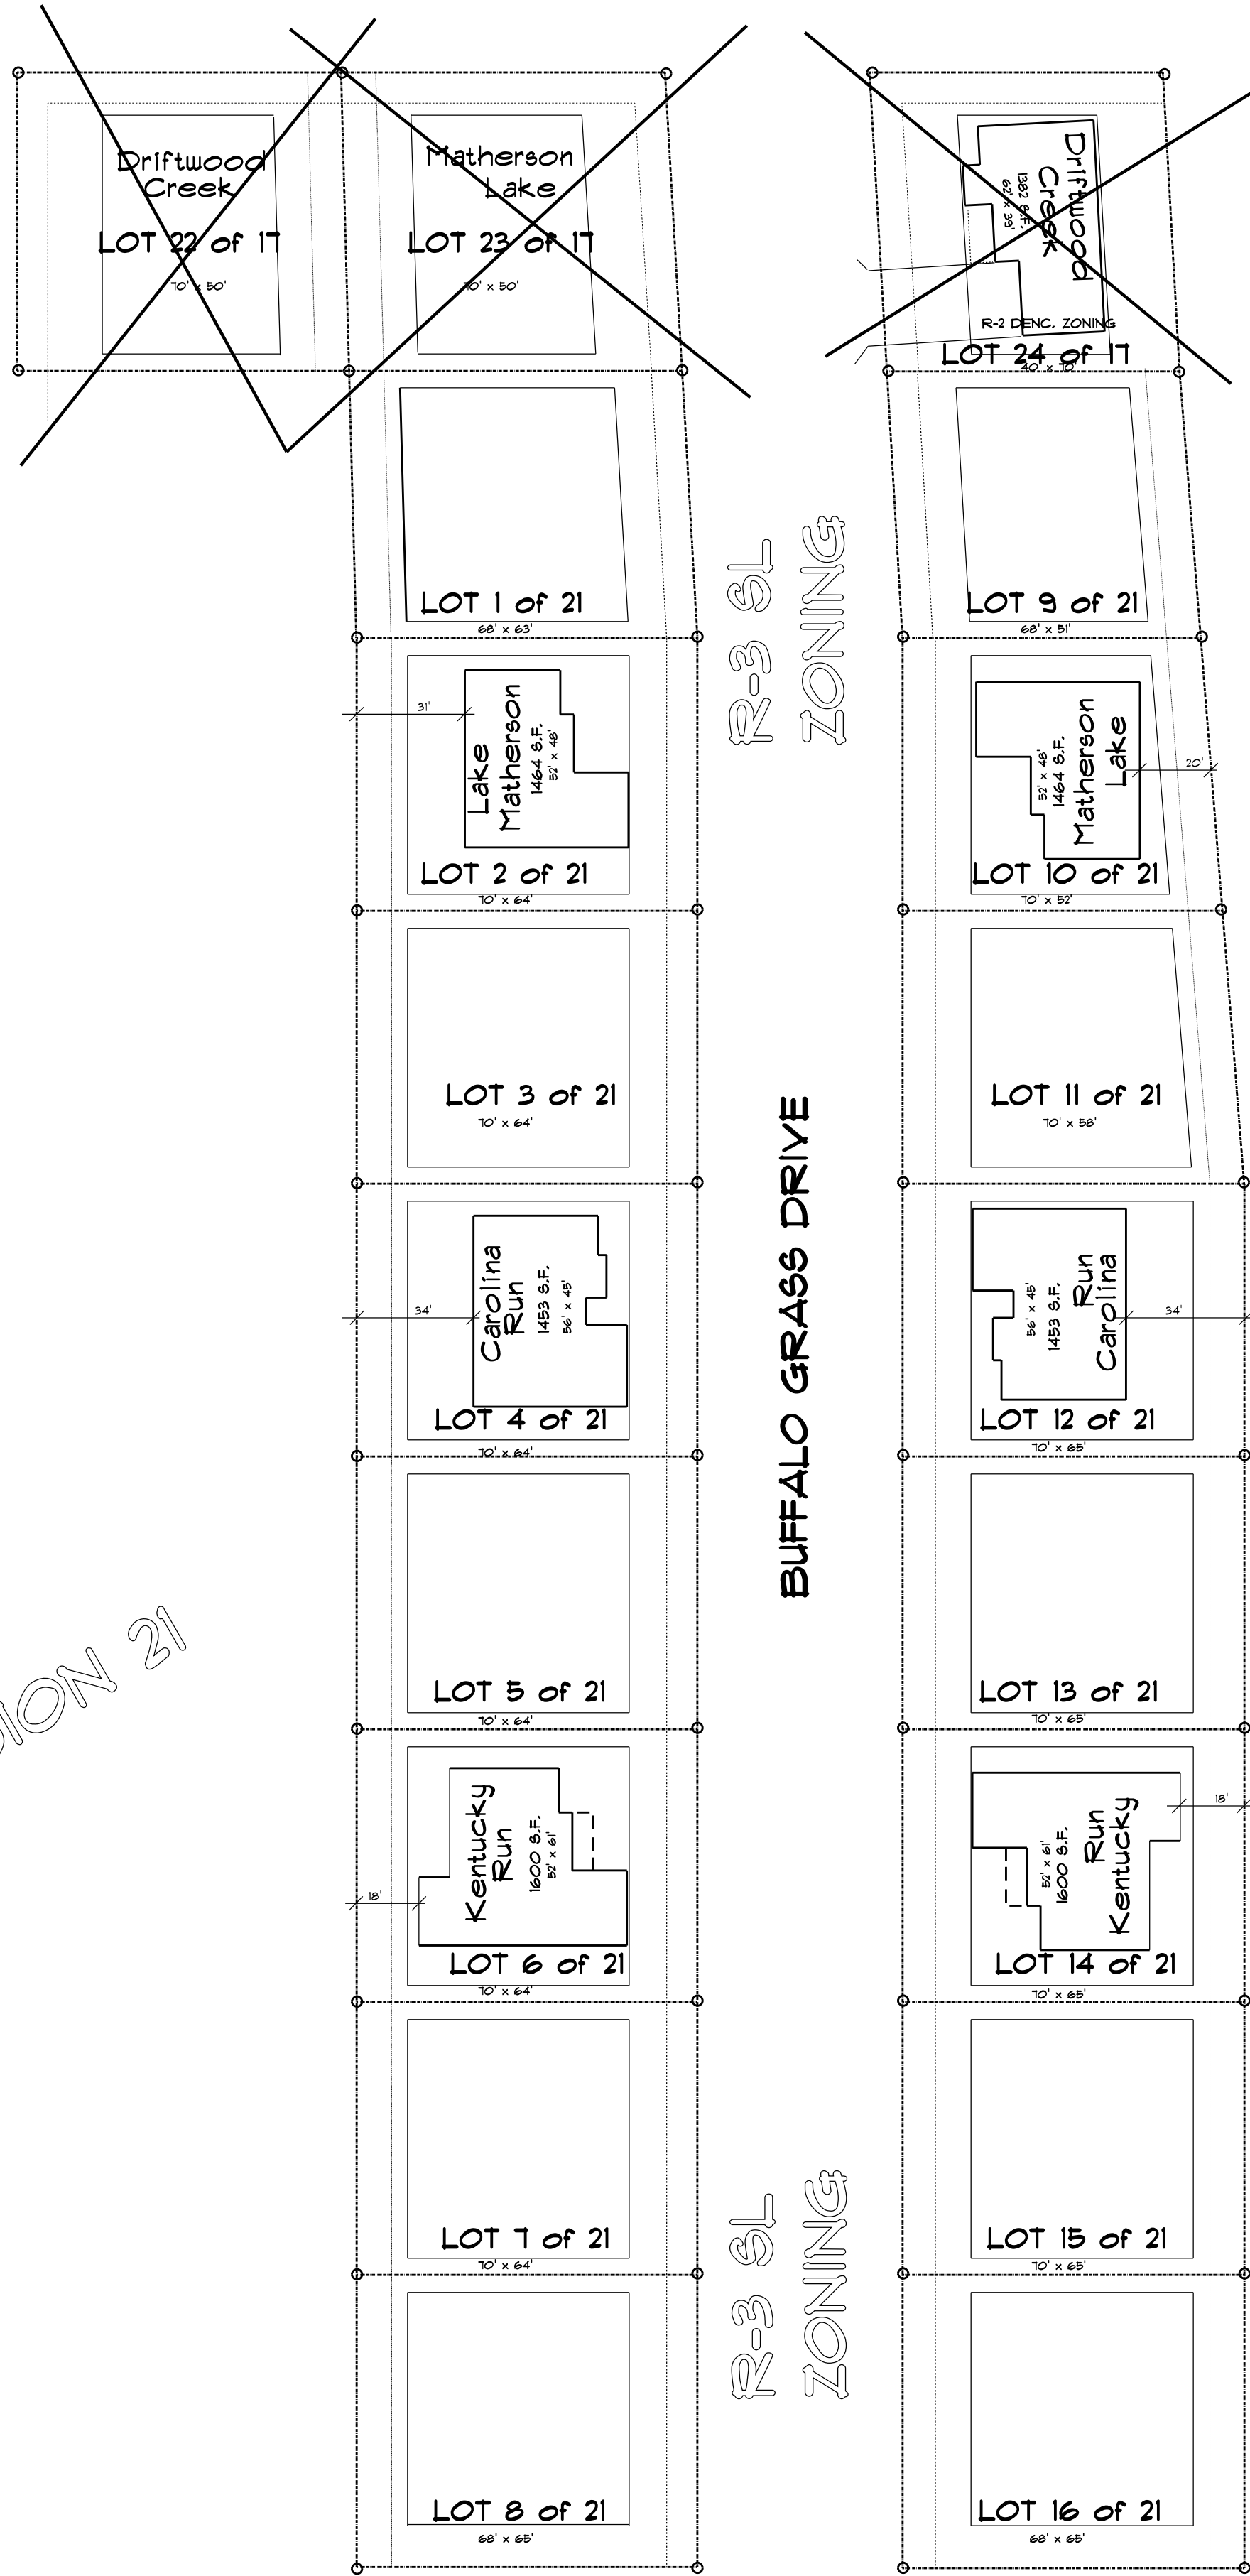 Driftwood
Creek
LOT 22 of 17
70' x 50'
Matherson
Lake
LOT 23 of 17
70' x 50'
Driftwood
Creek
1382 S.F.
62' x 39'
R-2 DENC. ZONING
LOT 24 of 17
40' x 70'
LOT 1 of 21
68' x 63'
R-3 SL
ZONING
LOT 9 of 21
68' x 51'
31'
Lake
Matherson
1464 S.F.
52' x 48'
LOT 2 of 21
70' x 64'
52' x 48'
1464 S.F.
Matherson
Lake
20'
LOT 10 of 21
70' x 52'
LOT 3 of 21
70' x 64'
LOT 11 of 21
70' x 58'
BUFFALO GRASS DRIVE
34'
Carolina
Run
1453 S.F.
56' x 45'
LOT 4 of 21
70' x 64'
56' x 45'
1453 S.F.
Run
Carolina
34'
LOT 12 of 21
70' x 65'
ION 21
LOT 5 of 21
70' x 64'
LOT 13 of 21
70' x 65'
18'
Kentucky
Run
1600 S.F.
52' x 61'
LOT 6 of 21
70' x 64'
52' x 61'
1600 S.F.
Run
Kentucky
18'
LOT 14 of 21
70' x 65'
LOT 7 of 21
70' x 64'
R-3 SL
ZONING
LOT 15 of 21
70' x 65'
LOT 8 of 21
68' x 65'
LOT 16 of 21
68' x 65'